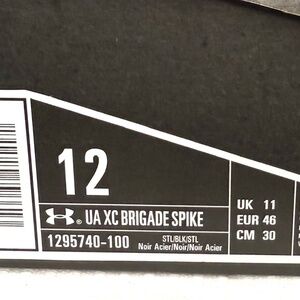 12
UK 11
EUR 46
CM 30
UA XC BRIGADE SPIKE
1295740-100
STL/BLK/STL
Noir Acier/Noir/Noir Acier